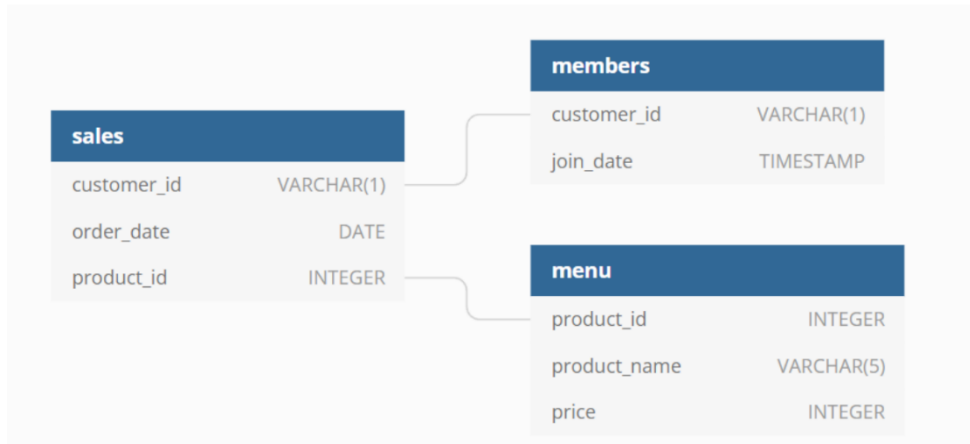 sales
customer_id VARCHAR(1)
order_date DATE
product_id INTEGER
members
customer_id VARCHAR(1)
join_date TIMESTAMP
menu
product_id INTEGER
product_name VARCHAR(5)
price INTEGER